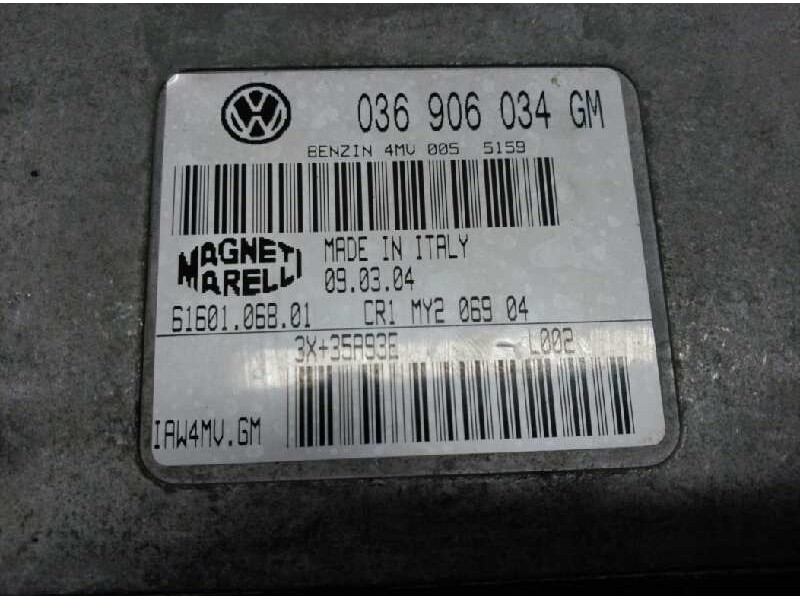 VW
036 906 034 GM
BENZIN 4MV 005 5159
MAGNETI MARELLI
MADE IN ITALY
09.03.04
61601.068.01 CR1 MY2 069 04
3X+35A93E - L002
IAW4MV.GM